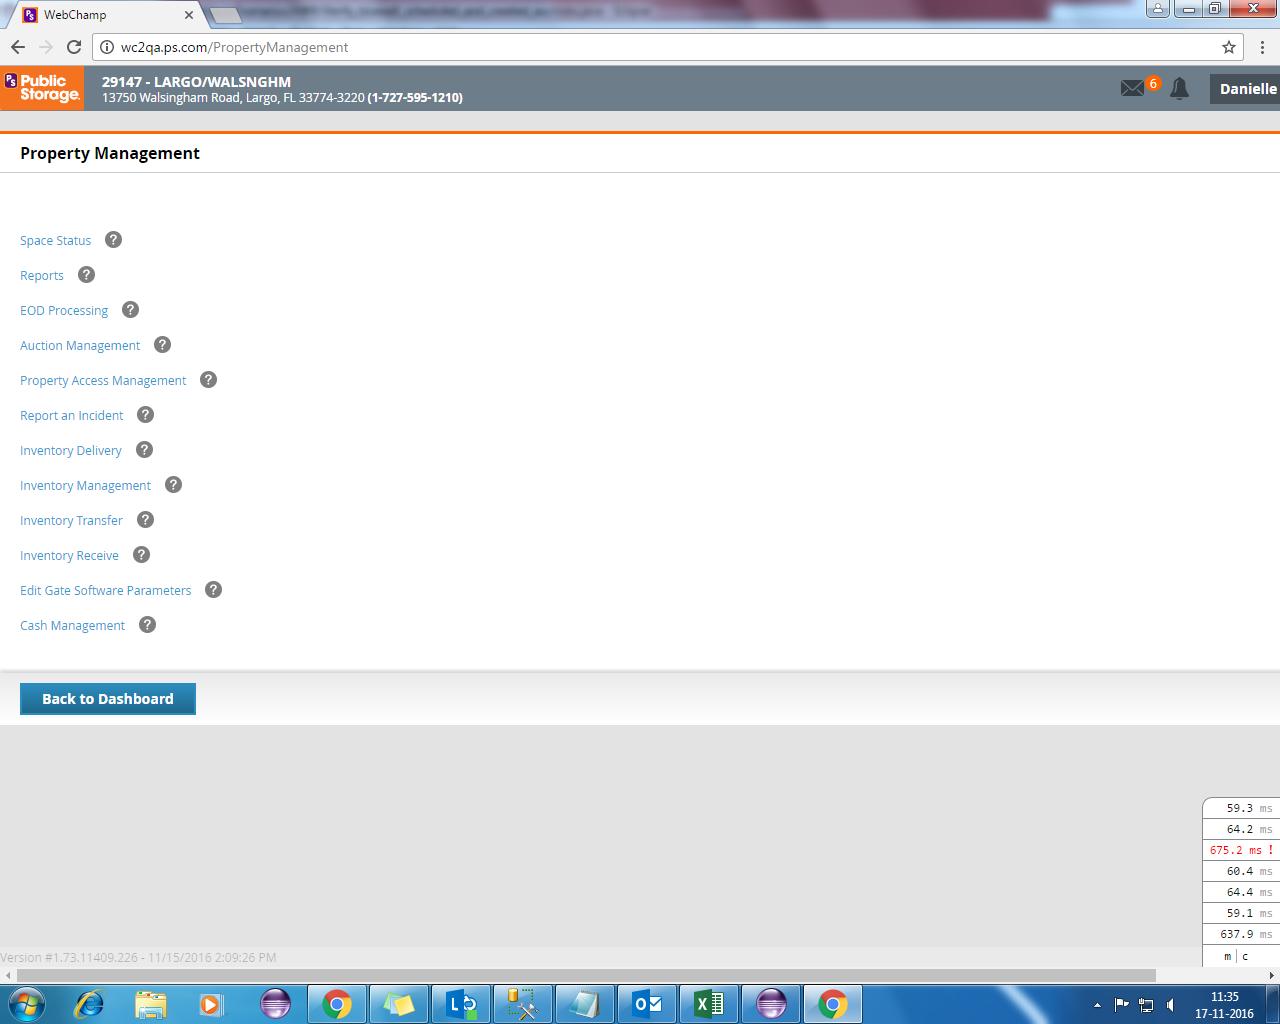 WebChamp
wc2qa.ps.com/PropertyManagement
PS Public Storage.
29147 - LARGO/WALSNGHM
13750 Walsingham Road, Largo, FL 33774-3220 (1-727-595-1210)
6
Danielle
Property Management
Space Status ?
Reports ?
EOD Processing ?
Auction Management ?
Property Access Management ?
Report an Incident ?
Inventory Delivery ?
Inventory Management ?
Inventory Transfer ?
Inventory Receive ?
Edit Gate Software Parameters ?
Cash Management ?
Back to Dashboard
59.3 ms
64.2 ms
675.2 ms !
60.4 ms
64.4 ms
59.1 ms
637.9 ms
m | c
Version #1.73.11409.226 - 11/15/2016 2:09:26 PM
11:35
17-11-2016